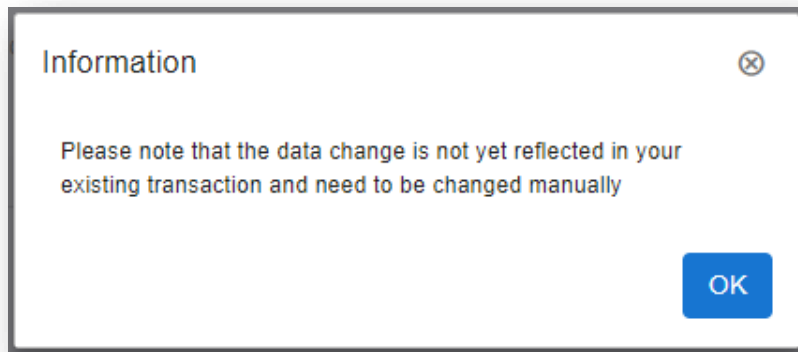 Information
Please note that the data change is not yet reflected in your
existing transaction and need to be changed manually
OK